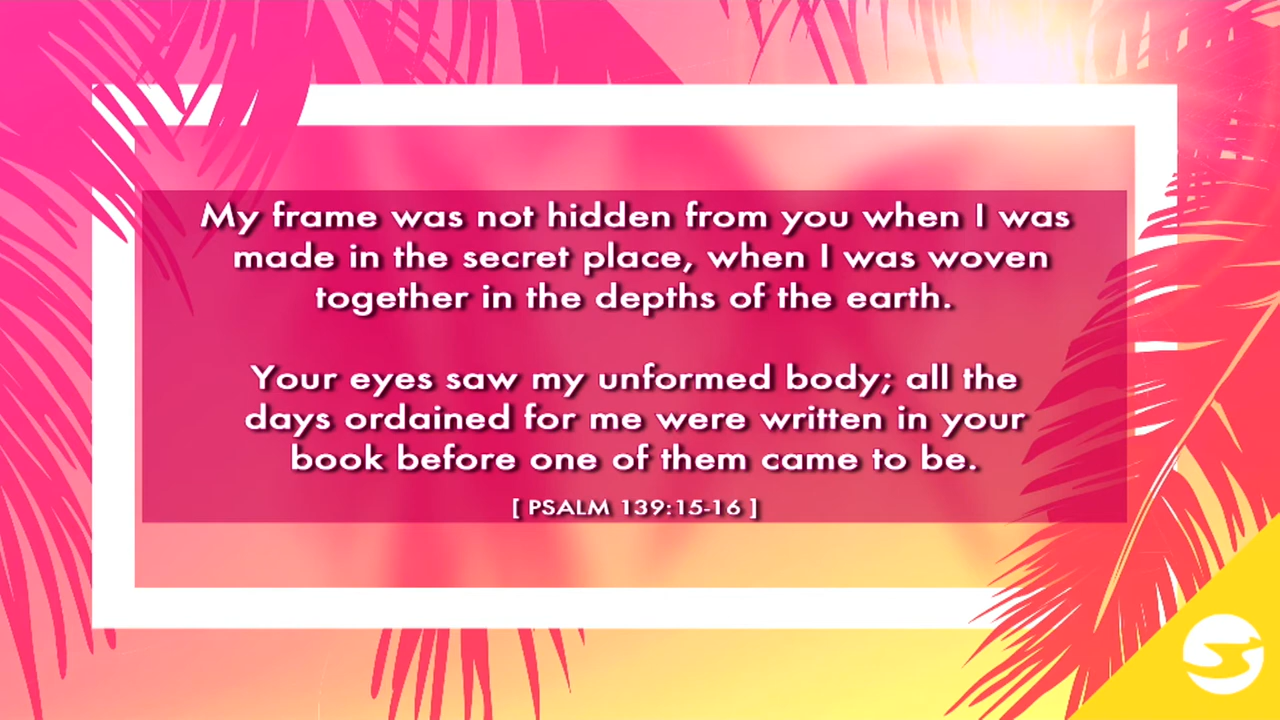 My frame was not hidden from you when I was
made in the secret place, when I was woven
together in the depths of the earth.
Your eyes saw my unformed body; all the
days ordained for me were written in your
book before one of them came to be.
[ PSALM 139:15-16 ]